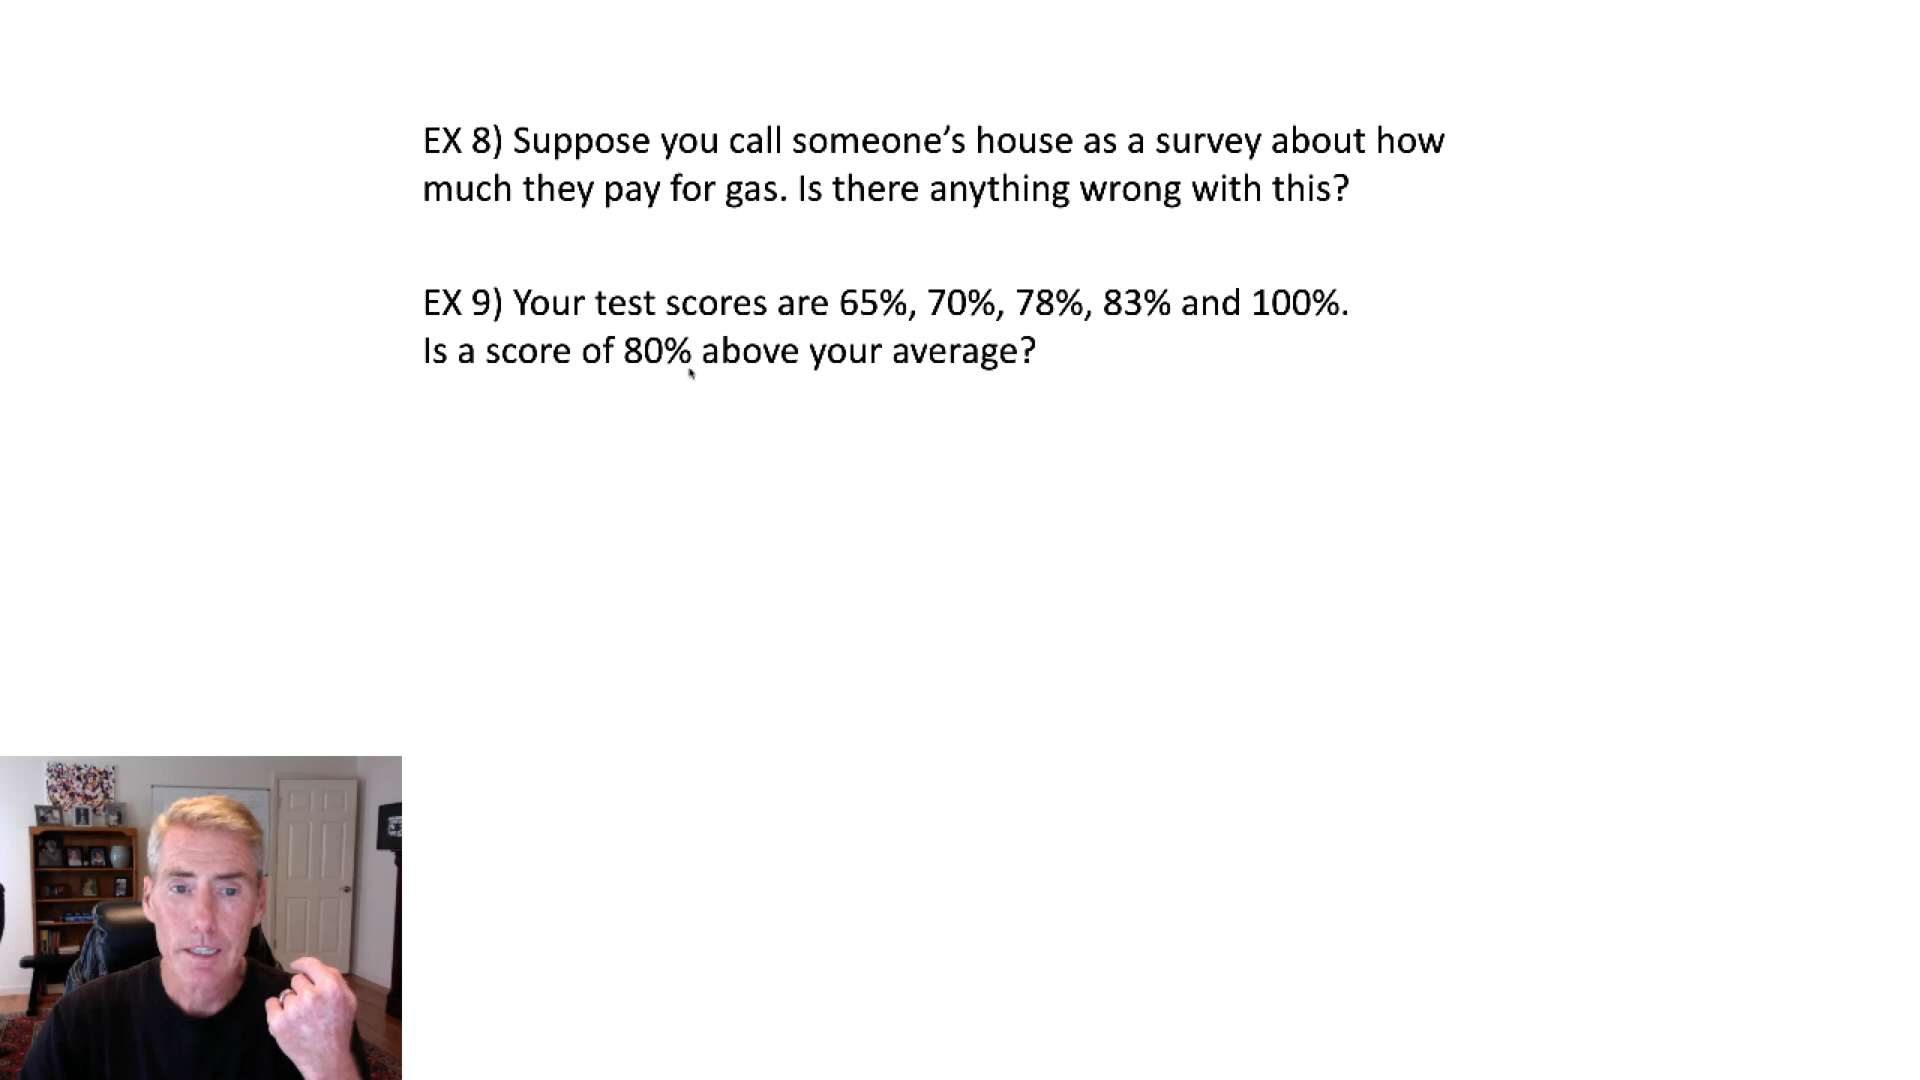 EX 8) Suppose you call someone’s house as a survey about how
much they pay for gas. Is there anything wrong with this?
EX 9) Your test scores are 65%, 70%, 78%, 83% and 100%.
Is a score of 80% above your average?